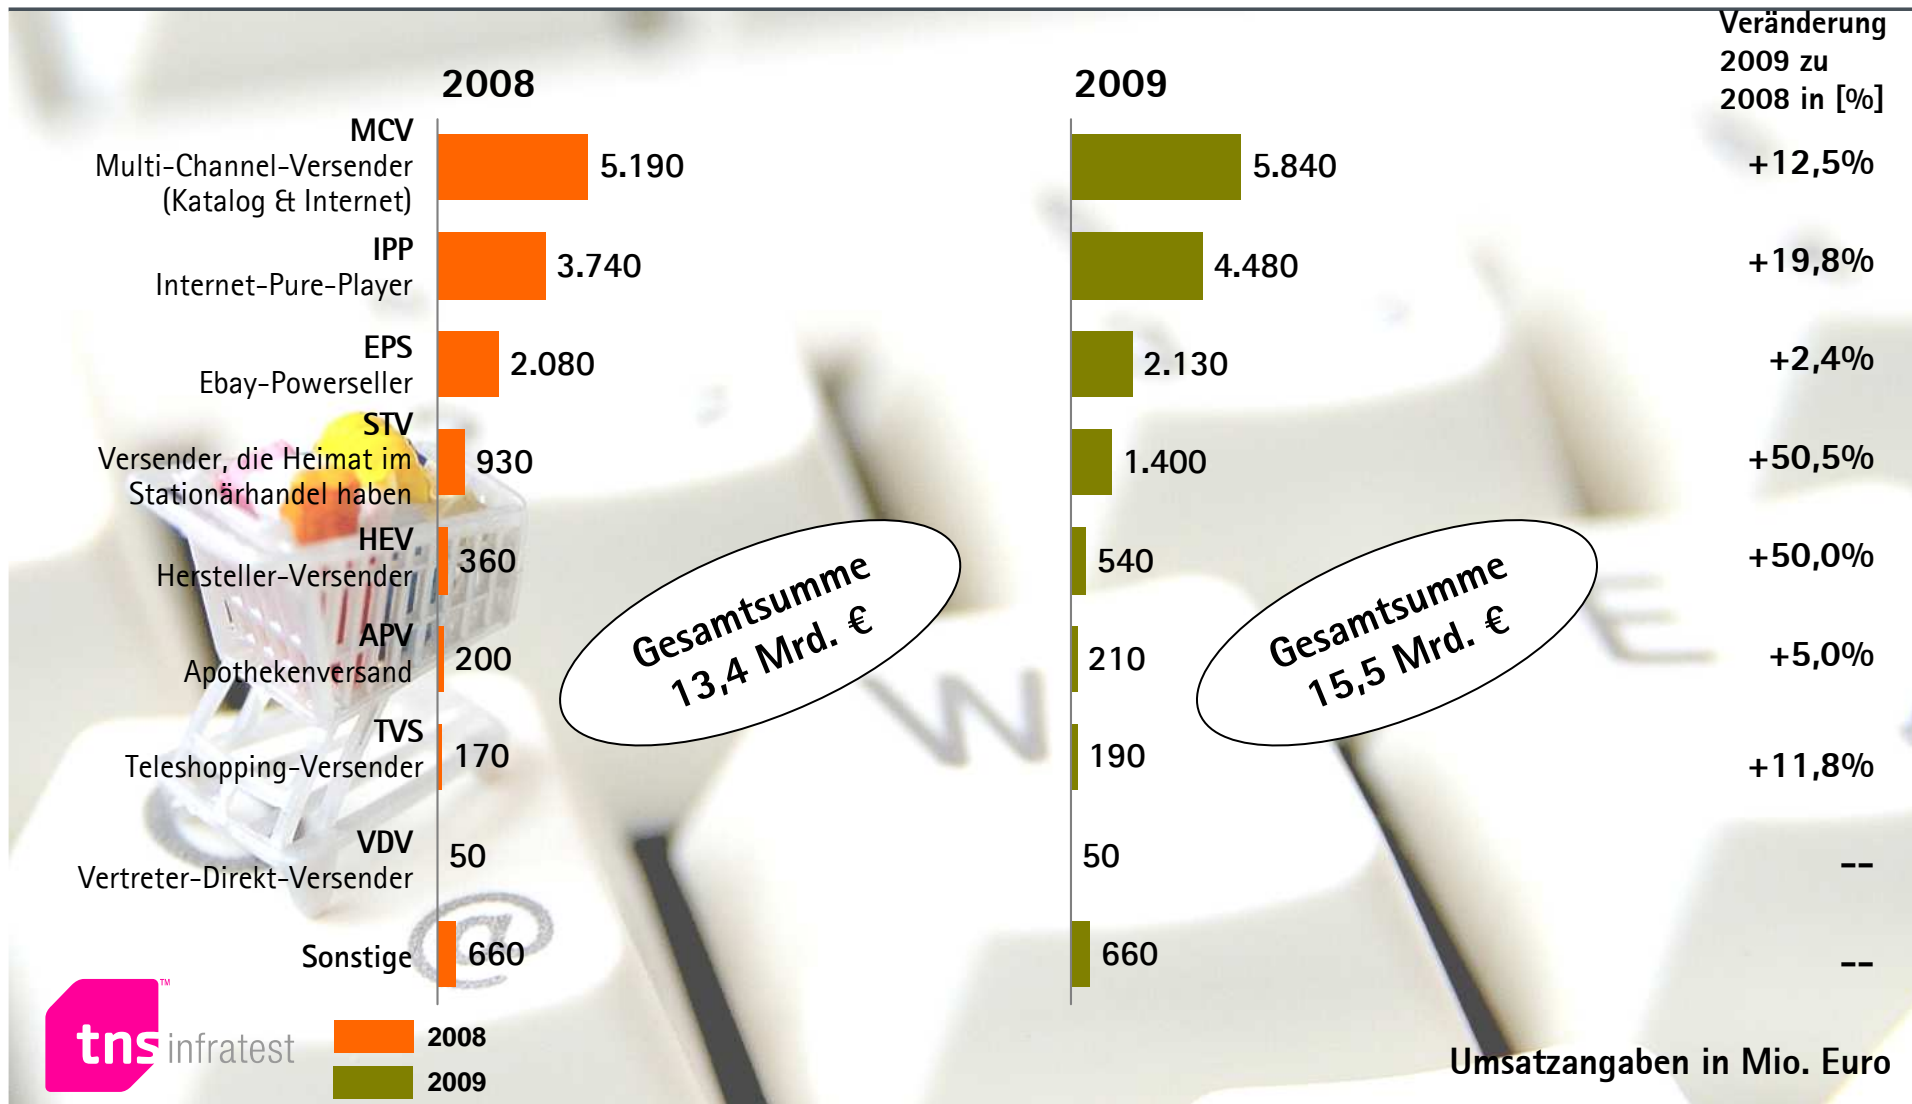 Veränderung
2009 zu
2008 in [%]
2008
2009
MCV
Multi-Channel-Versender
(Katalog & Internet)
5.190
5.840
+12,5%
IPP
Internet-Pure-Player
3.740
4.480
+19,8%
EPS
Ebay-Powerseller
2.080
2.130
+2,4%
STV
Versender, die Heimat im
Stationärhandel haben
930
1.400
+50,5%
HEV
Hersteller-Versender
360
540
+50,0%
APV
Apothekenversand
200
210
+5,0%
TVS
Teleshopping-Versender
170
190
+11,8%
VDV
Vertreter-Direkt-Versender
50
50
--
Sonstige
660
660
--
Gesamtsumme
13,4 Mrd. €
Gesamtsumme
15,5 Mrd. €
W
E
@
tns infratest
TM
2008
2009
Umsatzangaben in Mio. Euro